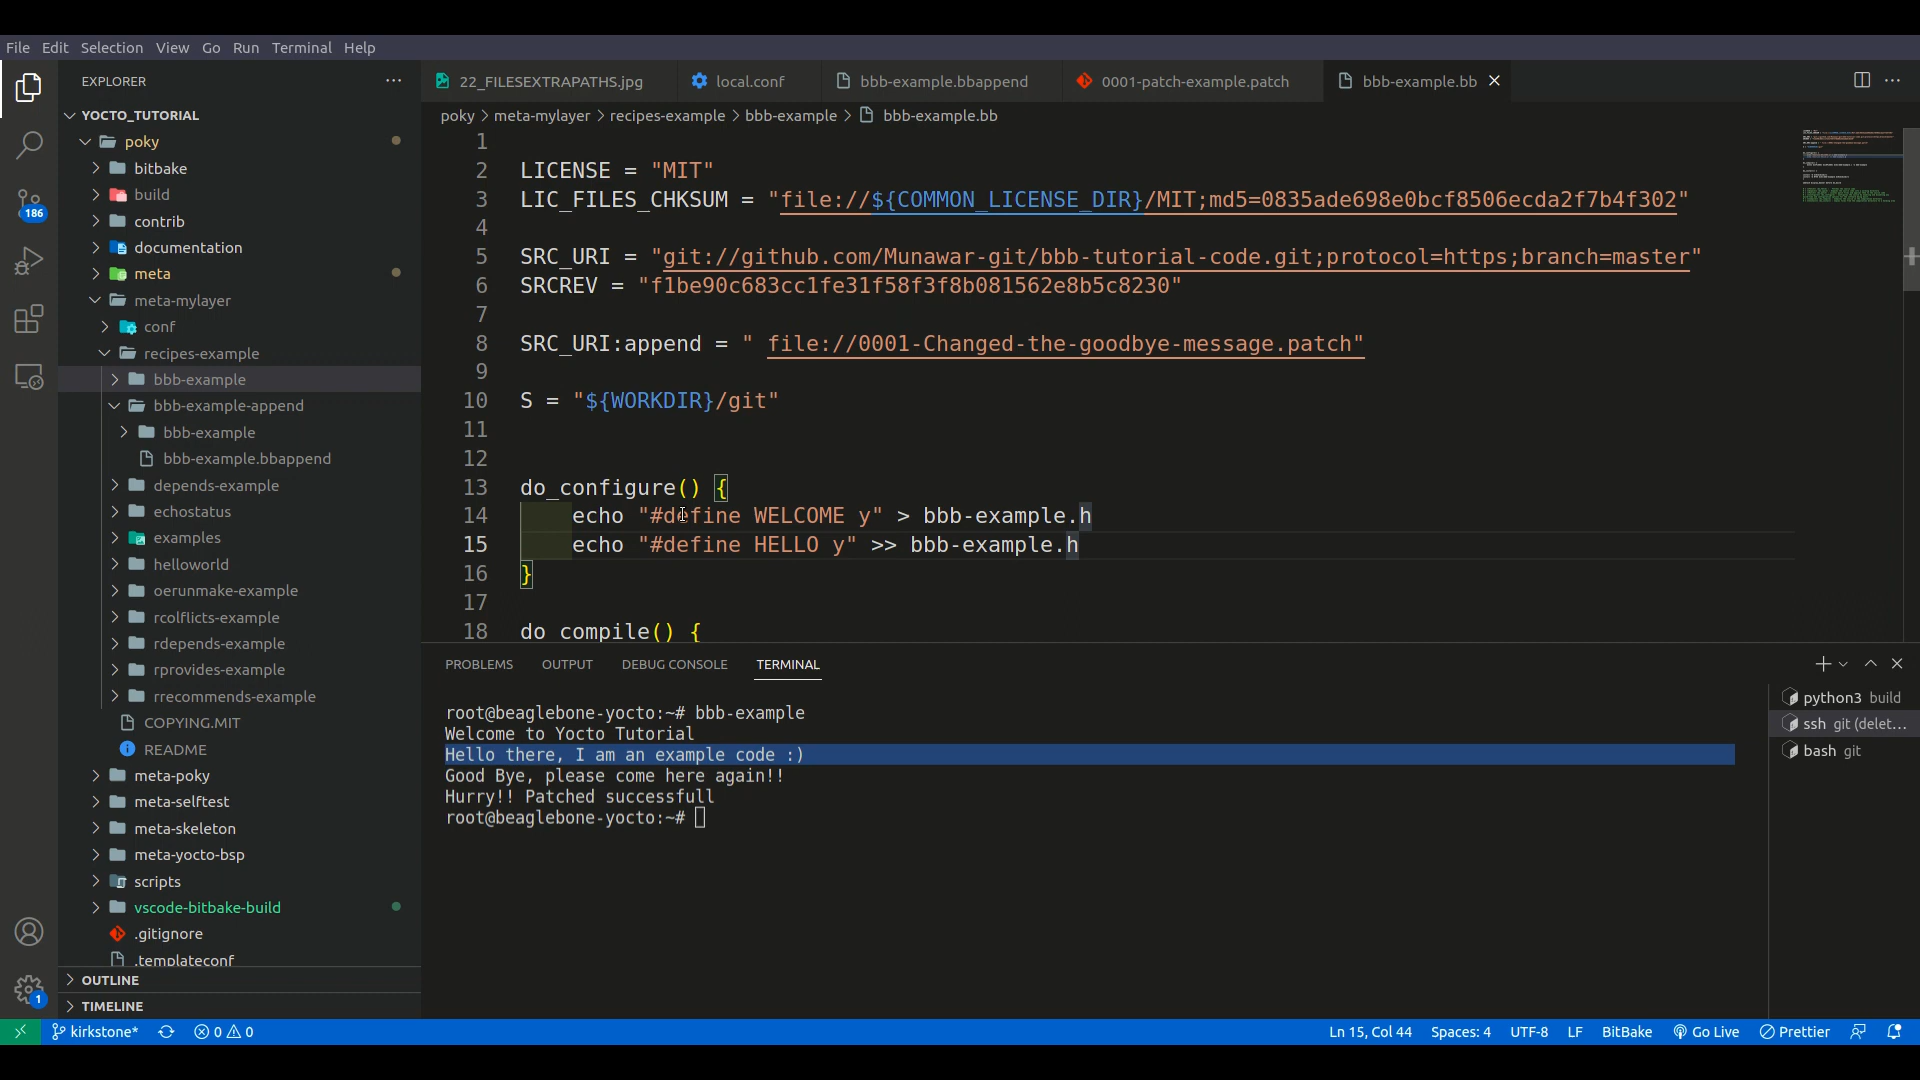 File Edit Selection View Go Run Terminal Help
EXPLORER
YOCTO_TUTORIAL
poky
bitbake
build
contrib
documentation
meta
meta-mylayer
conf
recipes-example
bbb-example
bbb-example-append
bbb-example
bbb-example.bbappend
depends-example
echostatus
examples
helloworld
oerunmake-example
rcolflicts-example
rdepends-example
rprovides-example
rrecommends-example
COPYING.MIT
README
meta-poky
meta-selftest
meta-skeleton
meta-yocto-bsp
scripts
vscode-bitbake-build
.gitignore
.templateconf
OUTLINE
TIMELINE
186
1
22_FILESEXTRAPATHS.jpg local.conf bbb-example.bbappend 0001-patch-example.patch bbb-example.bb
poky > meta-mylayer > recipes-example > bbb-example > bbb-example.bb
1
2 LICENSE = "MIT"
3 LIC_FILES_CHKSUM = "file://${COMMON_LICENSE_DIR}/MIT;md5=0835ade698e0bcf8506ecda2f7b4f302"
4
5 SRC_URI = "git://github.com/Munawar-git/bbb-tutorial-code.git;protocol=https;branch=master"
6 SRCREV = "f1be90c683cc1fe31f58f3f8b081562e8b5c8230"
7
8 SRC_URI:append = " file://0001-Changed-the-goodbye-message.patch"
9
10 S = "${WORKDIR}/git"
11
12
13 do_configure() {
14 echo "#define WELCOME y" > bbb-example.h
15 echo "#define HELLO y" >> bbb-example.h
16 }
17
18 do_compile() {
PROBLEMS OUTPUT DEBUG CONSOLE TERMINAL
root@beaglebone-yocto:~# bbb-example
Welcome to Yocto Tutorial
Hello there, I am an example code :)
Good Bye, please come here again!!
Hurry!! Patched successfull
root@beaglebone-yocto:~#
python3 build
ssh git (delet...
bash git
kirkstone* 0 0 Ln 15, Col 44 Spaces: 4 UTF-8 LF BitBake Go Live Prettier